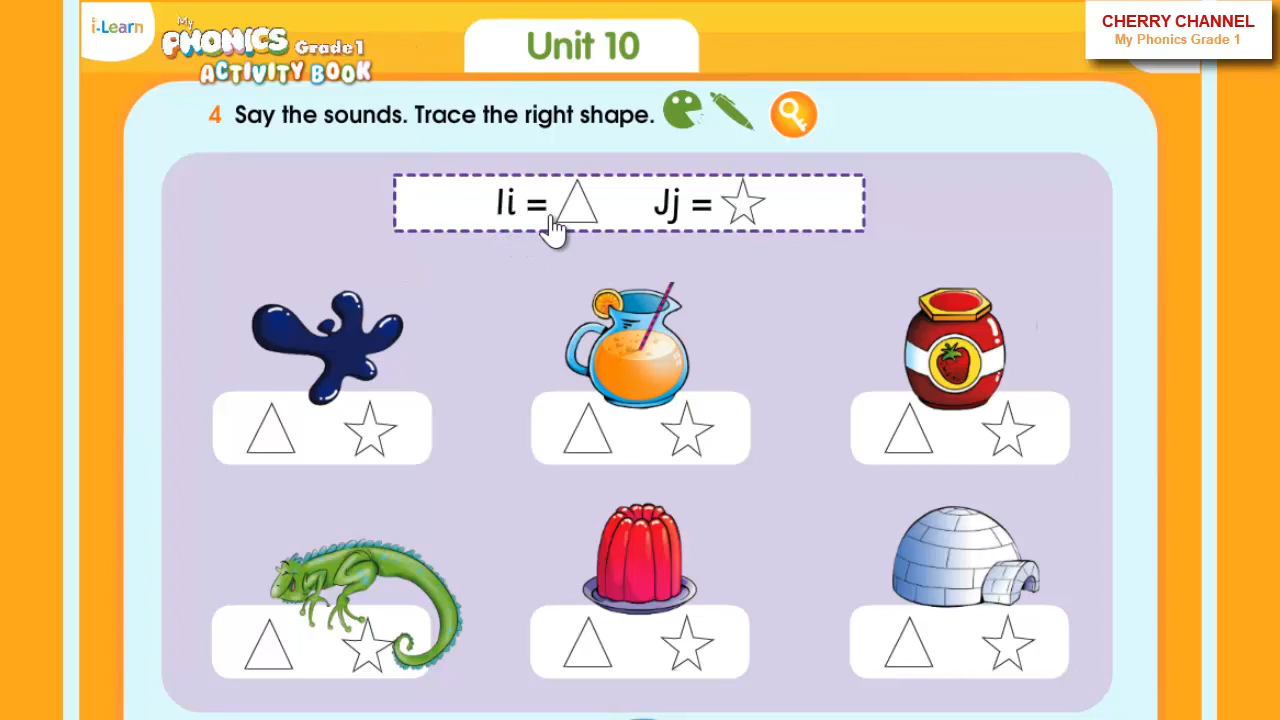 i-Learn
My
PHONICS Grade 1
ACTIVITY BOOK
Unit 10
CHERRY CHANNEL
My Phonics Grade 1
4 Say the sounds. Trace the right shape.
Ii = Jj =